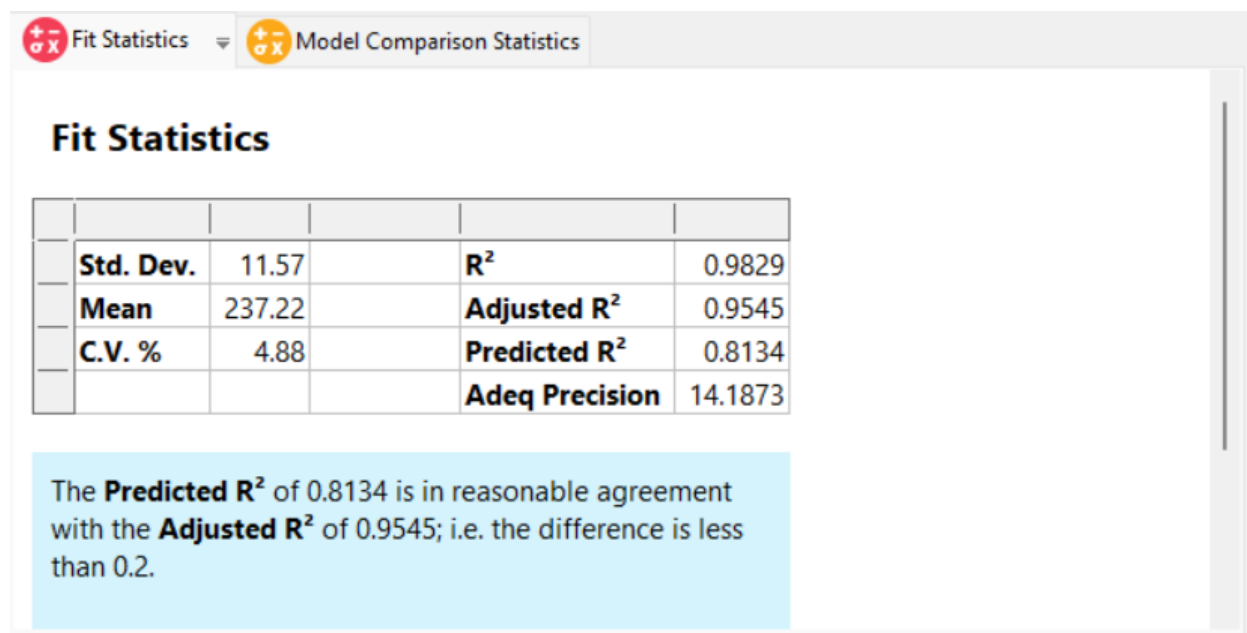 Fit Statistics Model Comparison Statistics
Fit Statistics
Std. Dev. 11.57 R² 0.9829
Mean 237.22 Adjusted R² 0.9545
C.V. % 4.88 Predicted R² 0.8134
Adeq Precision 14.1873
The Predicted R² of 0.8134 is in reasonable agreement
with the Adjusted R² of 0.9545; i.e. the difference is less
than 0.2.